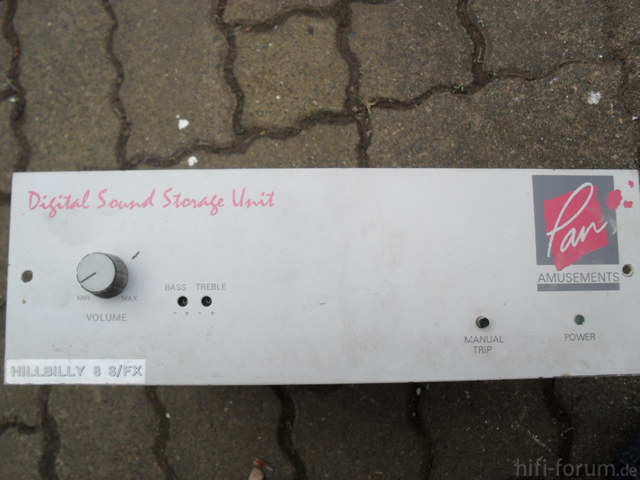 Digital Sound Storage Unit
Pan
AMUSEMENTS
MIN MAX
VOLUME
BASS TREBLE
- + - +
MANUAL
TRIP
POWER
HILLBILLY 8 S/FX
hifi-forum.de